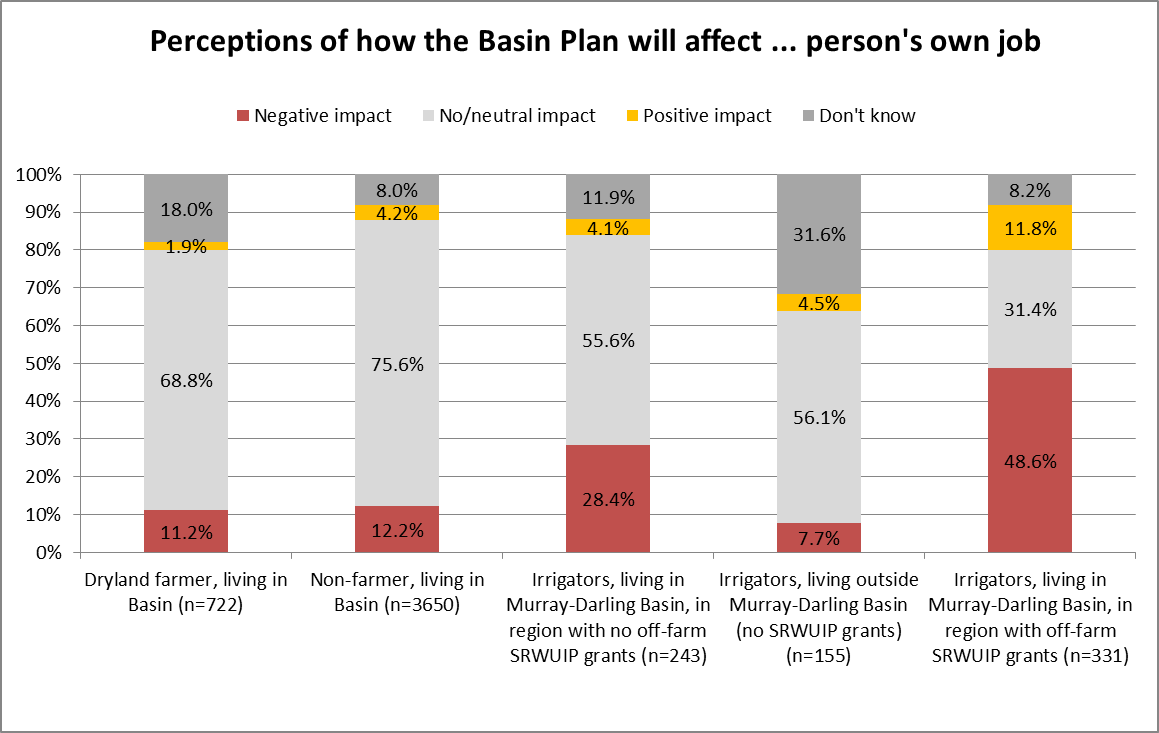 Perceptions of how the Basin Plan will affect ... person's own job
Negative impact No/neutral impact Positive impact Don't know
100%
90%
80%
70%
60%
50%
40%
30%
20%
10%
0%
18.0%
1.9%
68.8%
11.2%
8.0%
4.2%
75.6%
12.2%
11.9%
4.1%
55.6%
28.4%
31.6%
4.5%
56.1%
7.7%
8.2%
11.8%
31.4%
48.6%
Dryland farmer, living in
Basin (n=722)
Non-farmer, living in
Basin (n=3650)
Irrigators, living in
Murray-Darling Basin, in
region with no off-farm
SRWUIP grants (n=243)
Irrigators, living outside
Murray-Darling Basin
(no SRWUIP grants)
(n=155)
Irrigators, living in
Murray-Darling Basin, in
region with off-farm
SRWUIP grants (n=331)